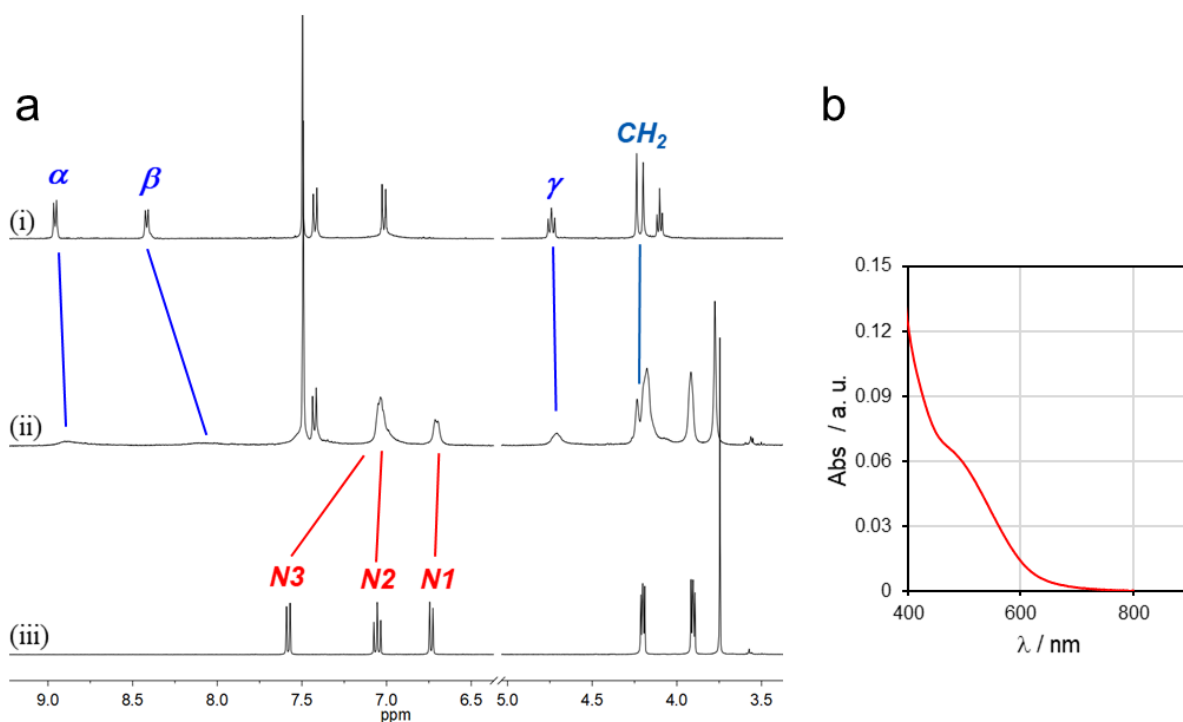 a
b
α
β
γ
CH₂
(i)
(ii)
N3
N2
N1
(iii)
9.0 8.5 8.0 7.5 7.0 6.5 5.0 4.5 4.0 3.5
ppm
0.15
0.12
0.09
0.06
0.03
0
Abs / a. u.
400 600 800
λ / nm